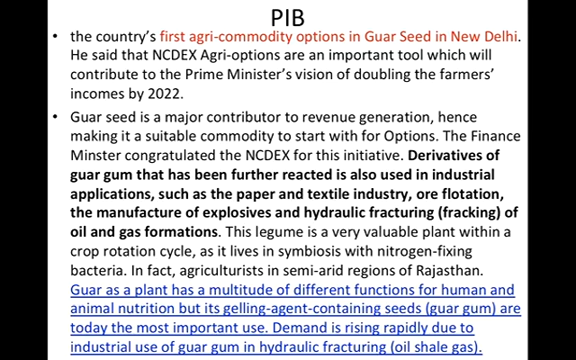 PIB
• the country's first agri-commodity options in Guar Seed in New Delhi.
He said that NCDEX Agri-options are an important tool which will
contribute to the Prime Minister's vision of doubling the farmers'
incomes by 2022.
• Guar seed is a major contributor to revenue generation, hence
making it a suitable commodity to start with for Options. The Finance
Minster congratulated the NCDEX for this initiative. Derivatives of
guar gum that has been further reacted is also used in industrial
applications, such as the paper and textile industry, ore flotation,
the manufacture of explosives and hydraulic fracturing (fracking) of
oil and gas formations. This legume is a very valuable plant within a
crop rotation cycle, as it lives in symbiosis with nitrogen-fixing
bacteria. In fact, agriculturists in semi-arid regions of Rajasthan.
Guar as a plant has a multitude of different functions for human and
animal nutrition but its gelling-agent-containing seeds (guar gum) are
today the most important use. Demand is rising rapidly due to
industrial use of guar gum in hydraulic fracturing (oil shale gas).